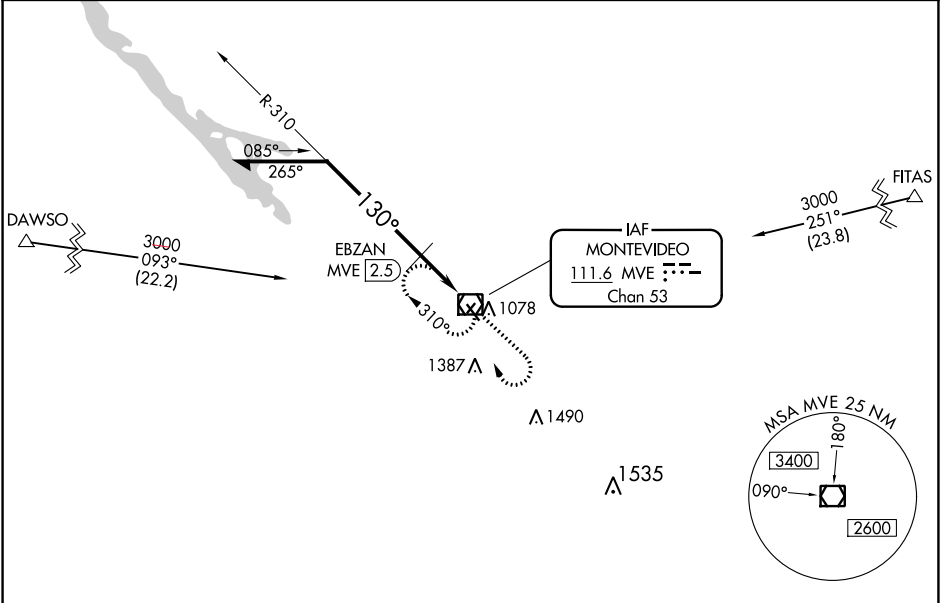 R-310
085°
265°
130°
DAWSO
3000
093°
(22.2)
EBZAN
MVE 2.5
310°
IAF
MONTEVIDEO
111.6 MVE
Chan 53
FITAS
3000
251°
(23.8)
1078
1387
1490
1535
MSA MVE 25 NM
180°
3400
090°
2600